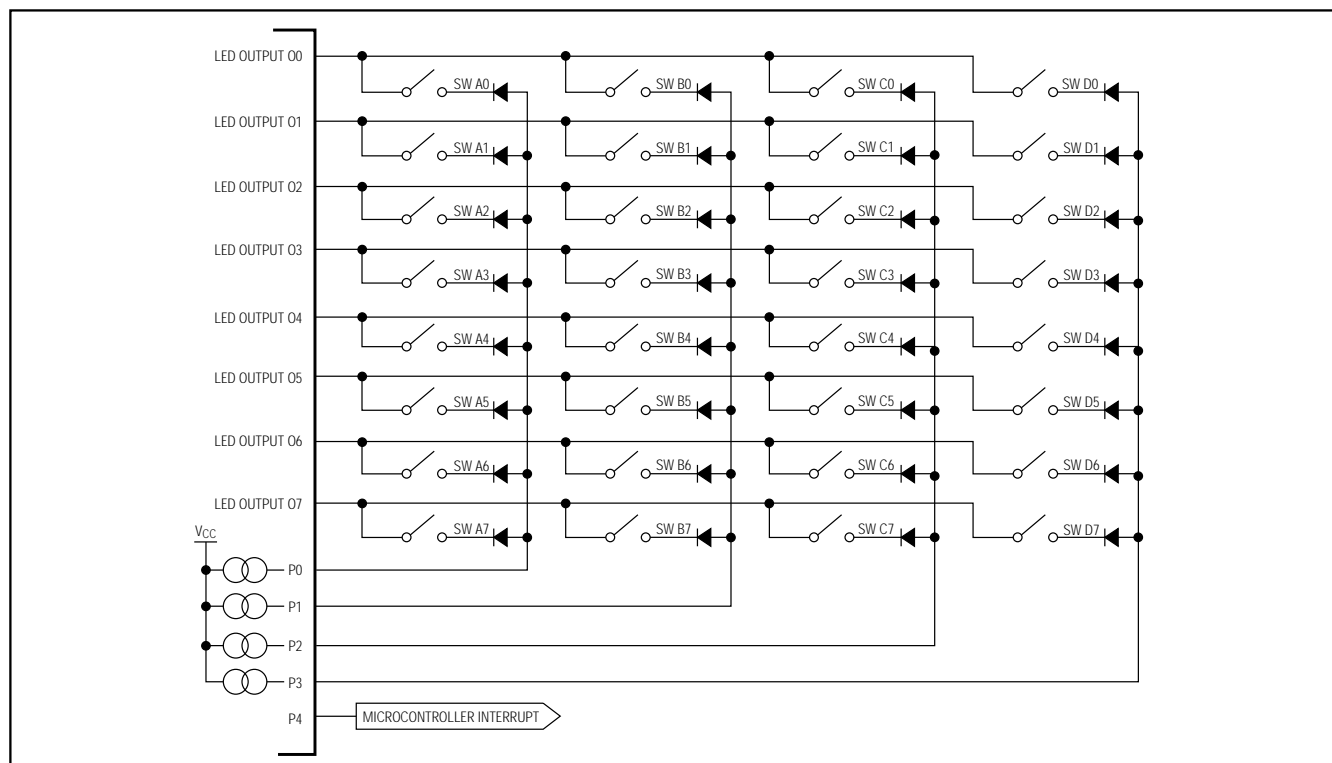 LED OUTPUT O0
SW A0 SW B0 SW C0 SW D0
LED OUTPUT O1
SW A1 SW B1 SW C1 SW D1
LED OUTPUT O2
SW A2 SW B2 SW C2 SW D2
LED OUTPUT O3
SW A3 SW B3 SW C3 SW D3
LED OUTPUT O4
SW A4 SW B4 SW C4 SW D4
LED OUTPUT O5
SW A5 SW B5 SW C5 SW D5
LED OUTPUT O6
SW A6 SW B6 SW C6 SW D6
LED OUTPUT O7
SW A7 SW B7 SW C7 SW D7
VCC
P0
P1
P2
P3
P4 MICROCONTROLLER INTERRUPT